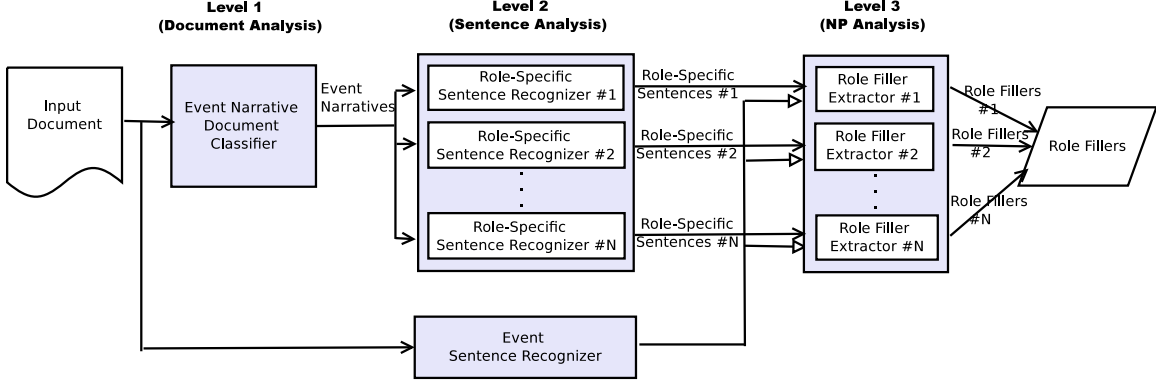 Level 1
(Document Analysis)
Level 2
(Sentence Analysis)
Level 3
(NP Analysis)
Input
Document
Event Narrative
Document
Classifier
Event
Narratives
Role-Specific
Sentence Recognizer #1
Role-Specific
Sentence Recognizer #2
Role-Specific
Sentence Recognizer #N
Role-Specific
Sentences #1
Role-Specific
Sentences #2
Role-Specific
Sentences #N
Role Filler
Extractor #1
Role Filler
Extractor #2
Role Filler
Extractor #N
Role Fillers
#1
Role Fillers
#2
Role Fillers
#N
Role Fillers
Event
Sentence Recognizer